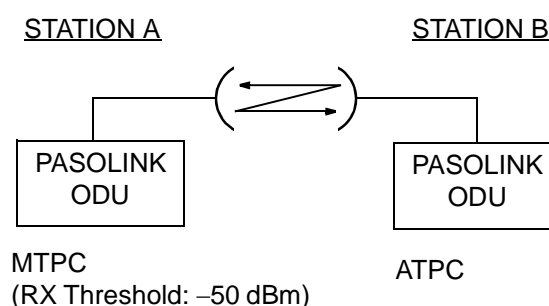 STATION A
STATION B
PASOLINK
ODU
PASOLINK
ODU
MTPC
(RX Threshold: −50 dBm)
ATPC